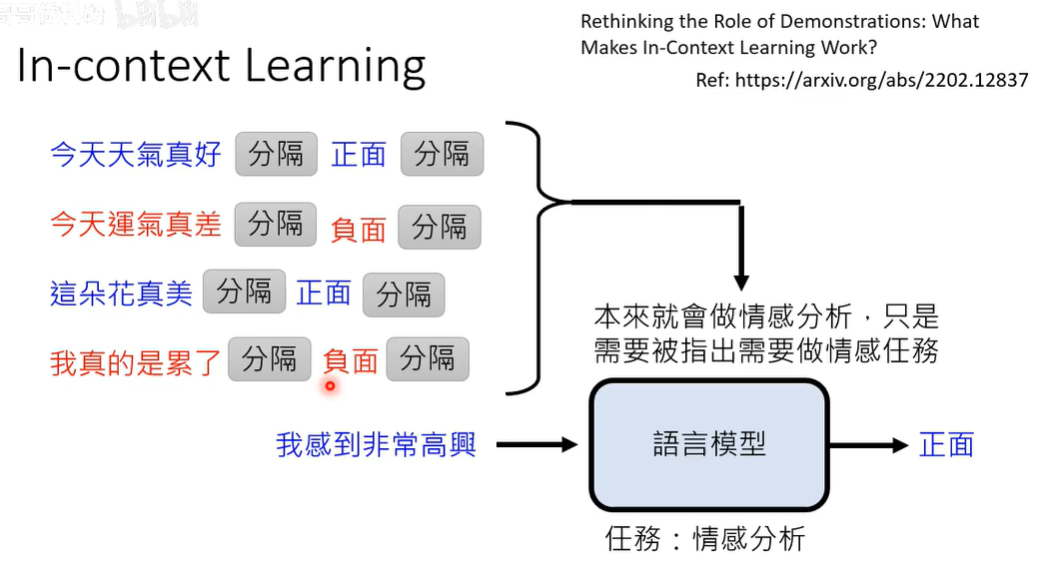 Rethinking the Role of Demonstrations: What
Makes In-Context Learning Work?
In-context Learning
Ref: https://arxiv.org/abs/2202.12837
今天天氣真好 分隔 正面 分隔
今天運氣真差 分隔 負面 分隔
這朵花真美 分隔 正面 分隔
我真的是累了 分隔 負面 分隔
本來就會做情感分析，只是
需要被指出需要做情感任務
我感到非常高興 語言模型 正面
任務：情感分析